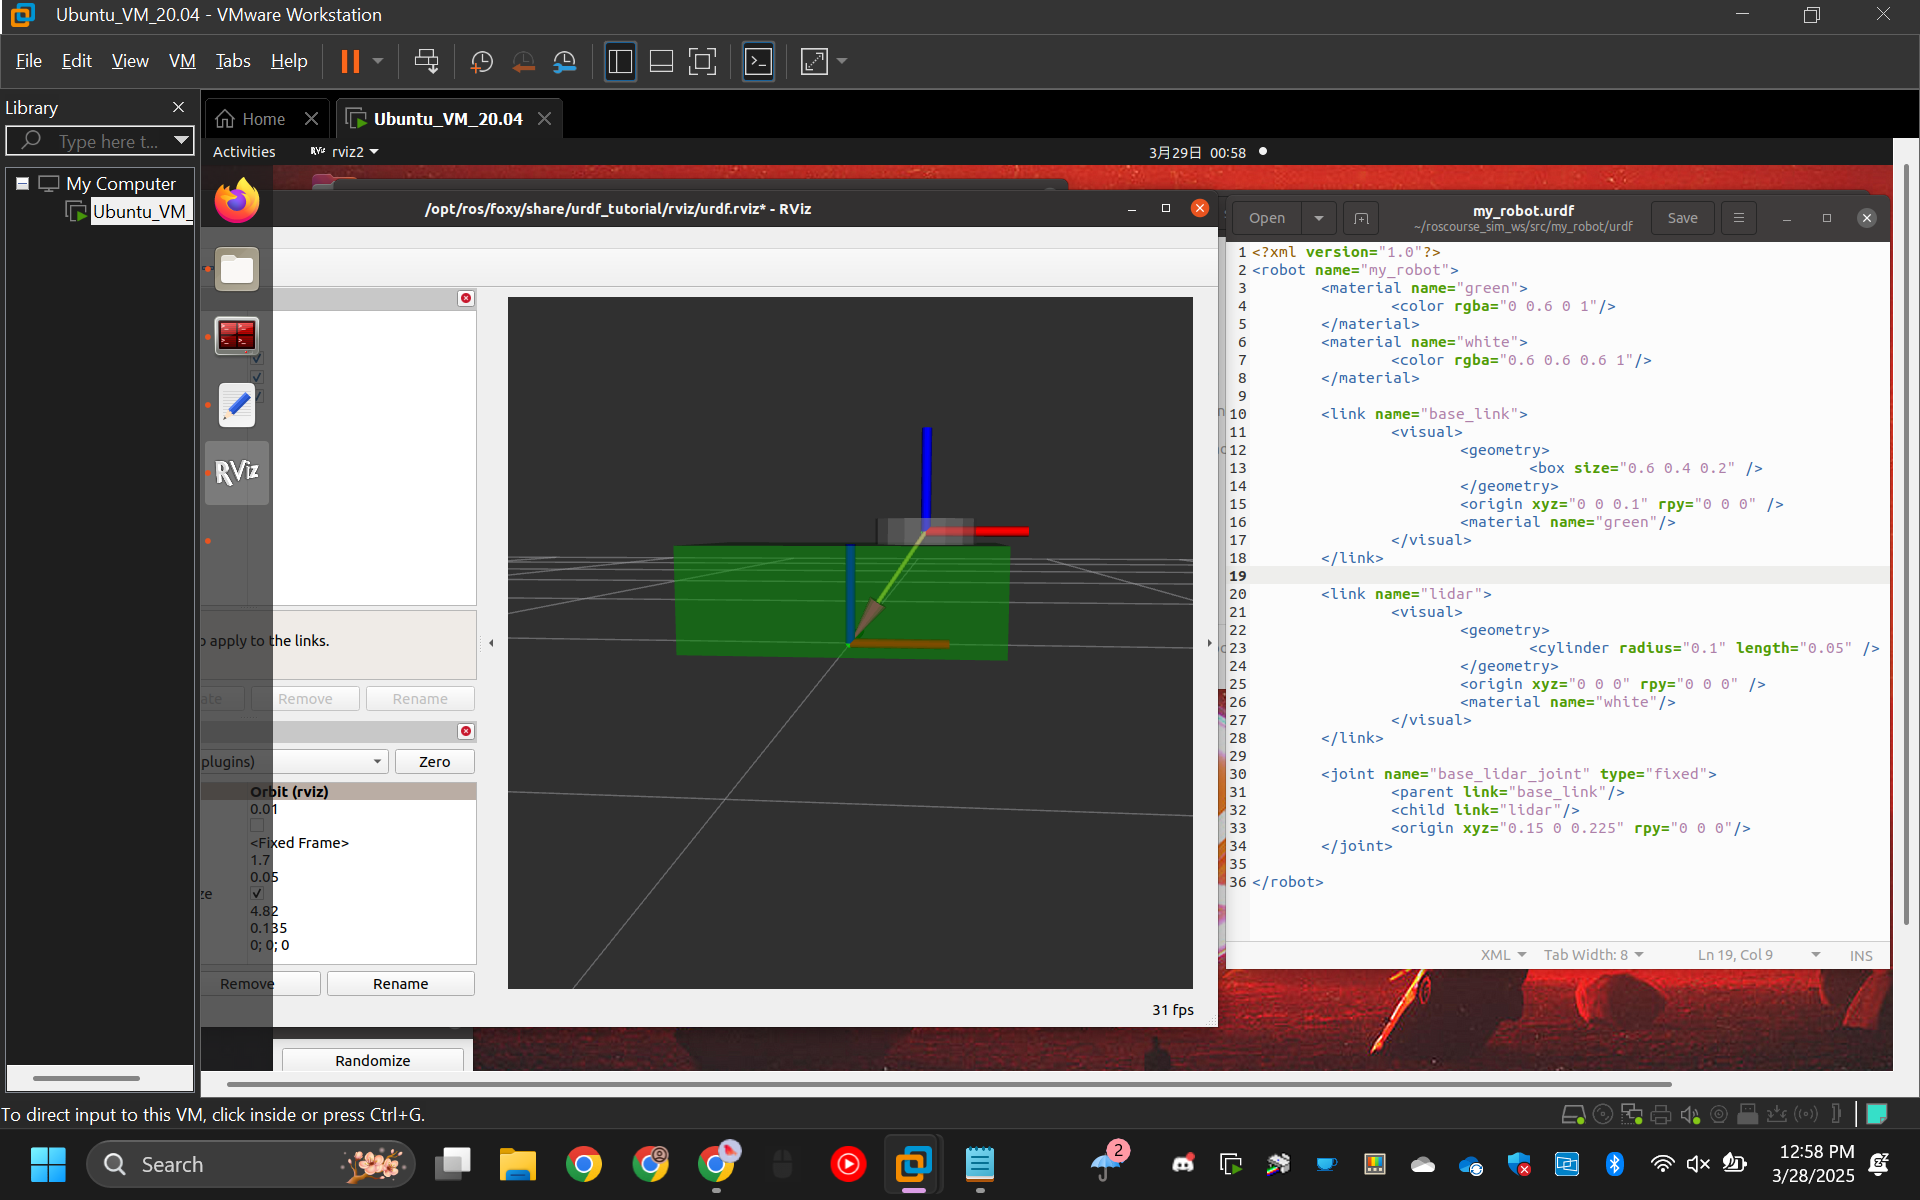 Ubuntu_VM_20.04 - VMware Workstation
File Edit View VM Tabs Help
Library
Type here t...
My Computer
Ubuntu_VM_
Home
Ubuntu_VM_20.04
Activities
RViz rviz2
3月29日 00:58
/opt/ros/foxy/share/urdf_tutorial/rviz/urdf.rviz* - RViz
RViz
apply to the links.
Remove Rename
plugins)
Zero
Orbit (rviz)
0.01
<Fixed Frame>
1.7
0.05
ze
4.82
0.135
0; 0; 0
Remove Rename
31 fps
Randomize
Open
my_robot.urdf
~/roscourse_sim_ws/src/my_robot/urdf
Save
1 <?xml version="1.0"?>
2 <robot name="my_robot">
3 <material name="green">
4 <color rgba="0 0.6 0 1"/>
5 </material>
6 <material name="white">
7 <color rgba="0.6 0.6 0.6 1"/>
8 </material>
9
10 <link name="base_link">
11 <visual>
12 <geometry>
13 <box size="0.6 0.4 0.2" />
14 </geometry>
15 <origin xyz="0 0 0.1" rpy="0 0 0" />
16 <material name="green"/>
17 </visual>
18 </link>
19
20 <link name="lidar">
21 <visual>
22 <geometry>
23 <cylinder radius="0.1" length="0.05" />
24 </geometry>
25 <origin xyz="0 0 0" rpy="0 0 0" />
26 <material name="white"/>
27 </visual>
28 </link>
29
30 <joint name="base_lidar_joint" type="fixed">
31 <parent link="base_link"/>
32 <child link="lidar"/>
33 <origin xyz="0.15 0 0.225" rpy="0 0 0"/>
34 </joint>
35
36 </robot>
XML Tab Width: 8 Ln 19, Col 9 INS
To direct input to this VM, click inside or press Ctrl+G.
Search
2
12:58 PM
3/28/2025